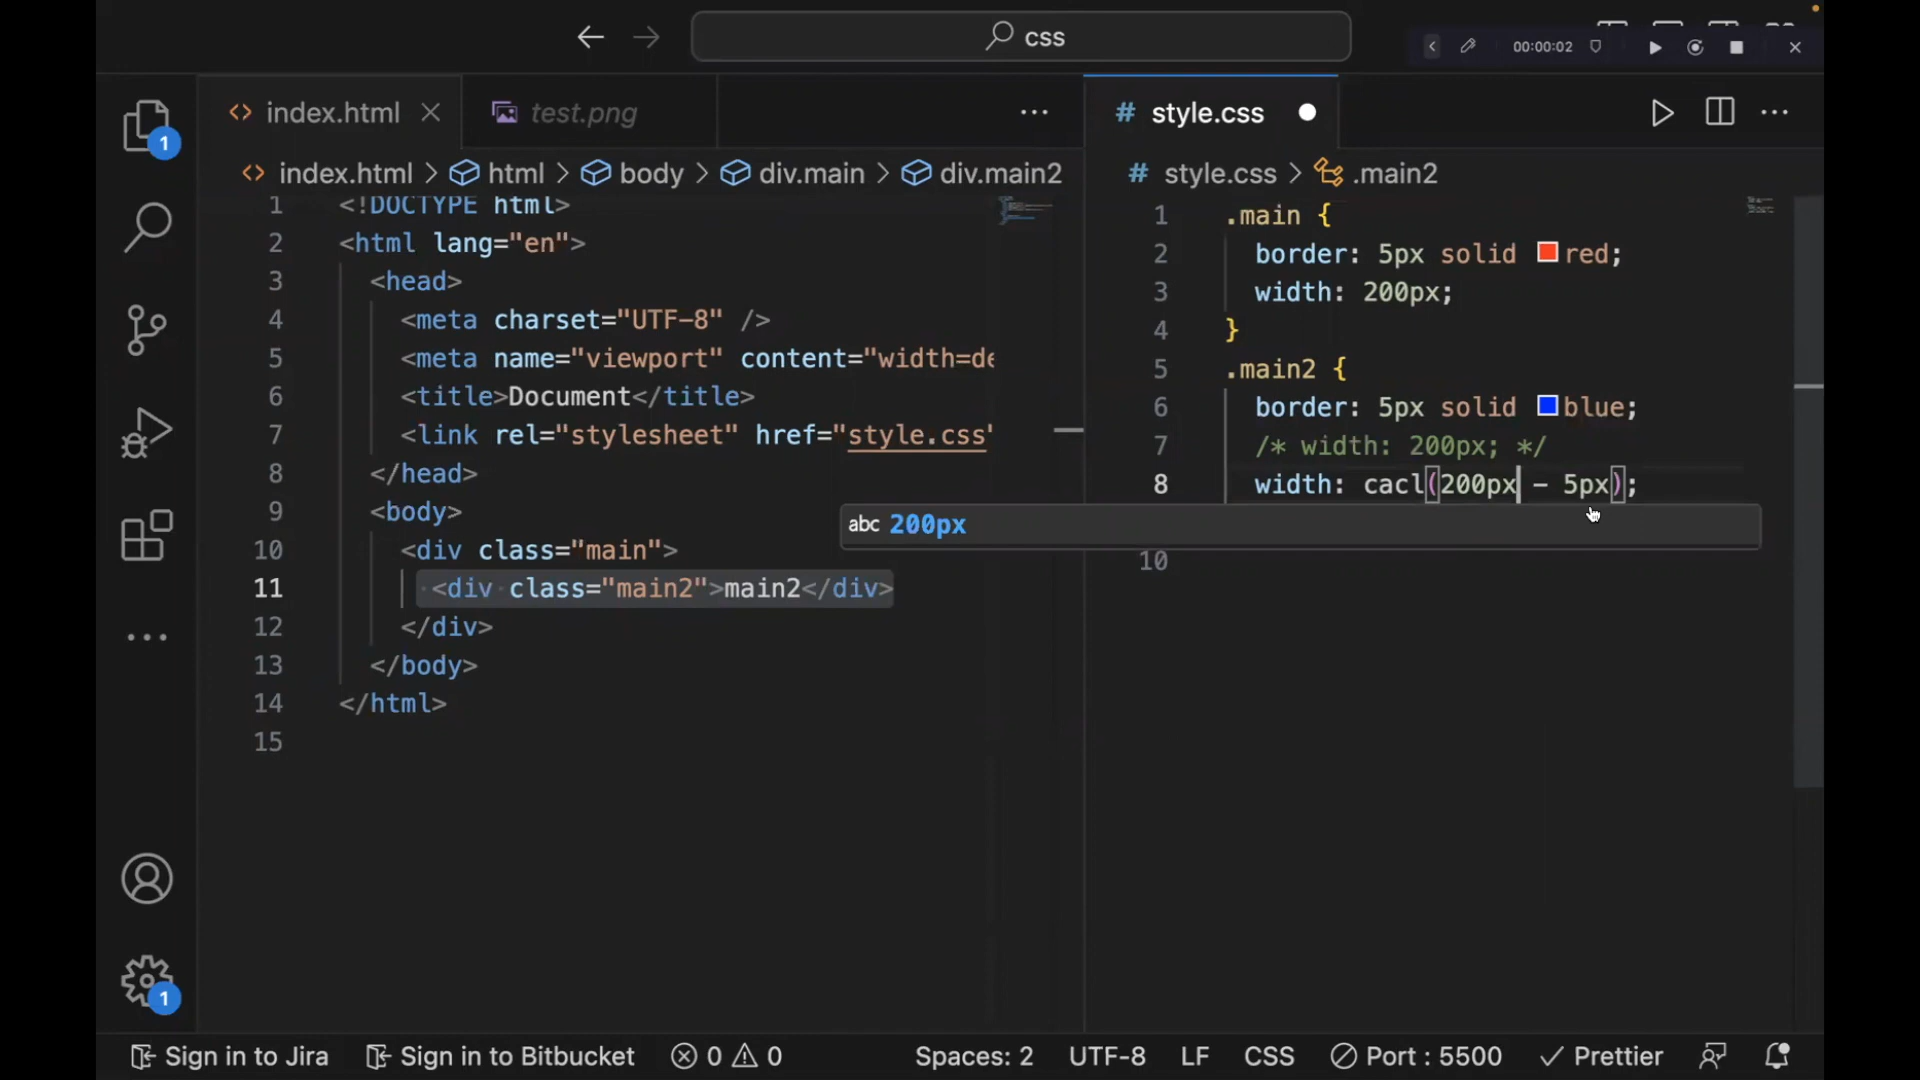 css
00:00:02
index.html
test.png
...
# style.css
...
index.html > html > body > div.main > div.main2
# style.css > .main2
1
1 <!DOCTYPE html>
2 <html lang="en">
3 <head>
4 <meta charset="UTF-8" />
5 <meta name="viewport" content="width=de
6 <title>Document</title>
7 <link rel="stylesheet" href="style.css"
8 </head>
9 <body>
10 <div class="main">
11 <div class="main2">main2</div>
12 </div>
13 </body>
14 </html>
15
1 .main {
2 border: 5px solid red;
3 width: 200px;
4 }
5 .main2 {
6 border: 5px solid blue;
7 /* width: 200px; */
8 width: cacl(200px - 5px);
abc 200px
10
1
Sign in to Jira
Sign in to Bitbucket
0
0
Spaces: 2
UTF-8
LF
CSS
Port : 5500
Prettier